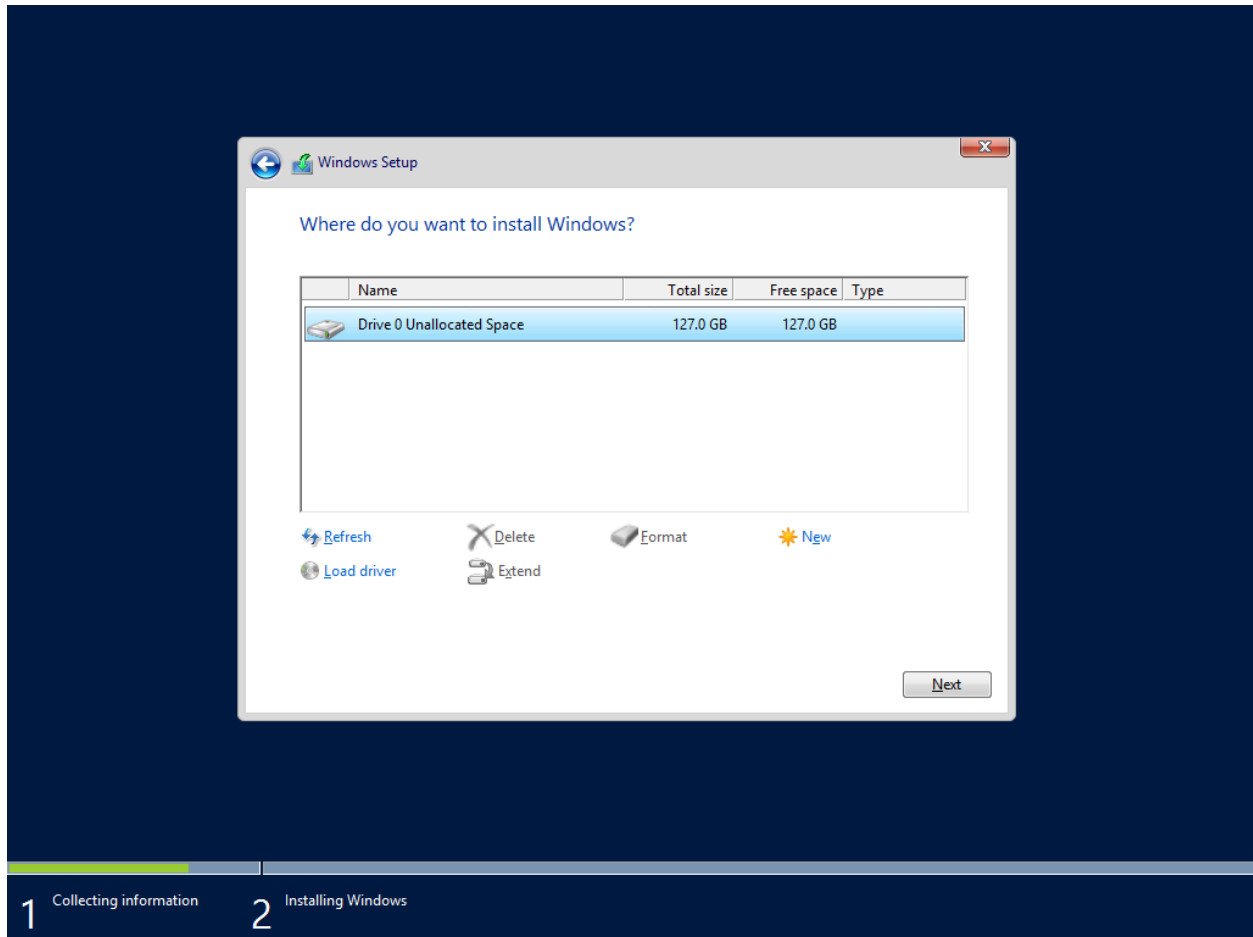 Windows Setup
X
Where do you want to install Windows?
Name Total size Free space Type
Drive 0 Unallocated Space 127.0 GB 127.0 GB
Refresh Delete Format New
Load driver Extend
Next
1 Collecting information 2 Installing Windows